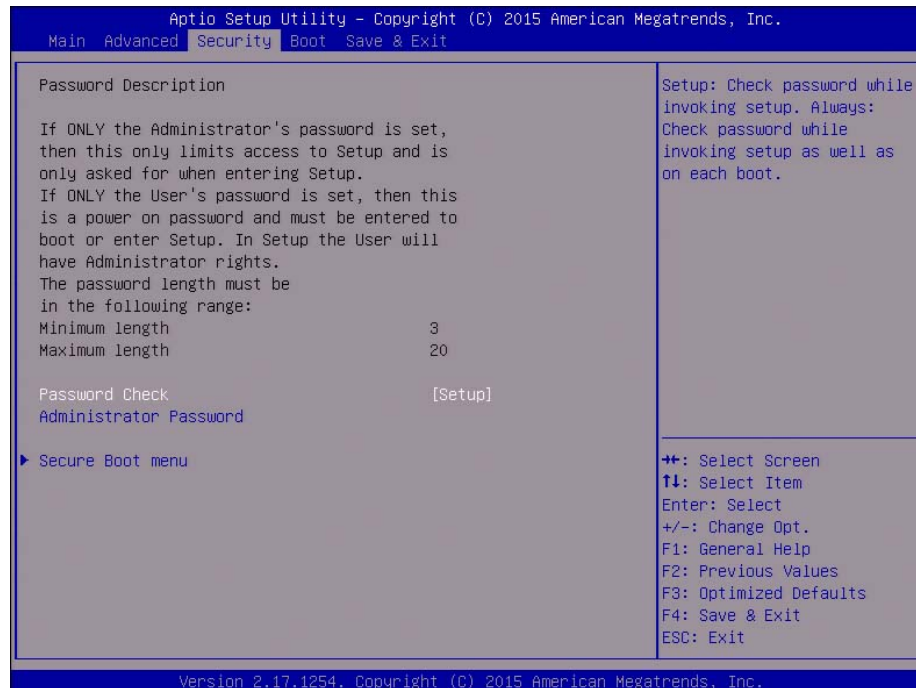 Aptio Setup Utility – Copyright (C) 2015 American Megatrends, Inc.
Main Advanced Security Boot Save & Exit
Password Description
If ONLY the Administrator's password is set,
then this only limits access to Setup and is
only asked for when entering Setup.
If ONLY the User's password is set, then this
is a power on password and must be entered to
boot or enter Setup. In Setup the User will
have Administrator rights.
The password length must be
in the following range:
Minimum length 3
Maximum length 20
Password Check [Setup]
Administrator Password
Secure Boot menu
Setup: Check password while
invoking setup. Always:
Check password while
invoking setup as well as
on each boot.
→←: Select Screen
↑↓: Select Item
Enter: Select
+/-: Change Opt.
F1: General Help
F2: Previous Values
F3: Optimized Defaults
F4: Save & Exit
ESC: Exit
Version 2.17.1254. Copyright (C) 2015 American Megatrends, Inc.